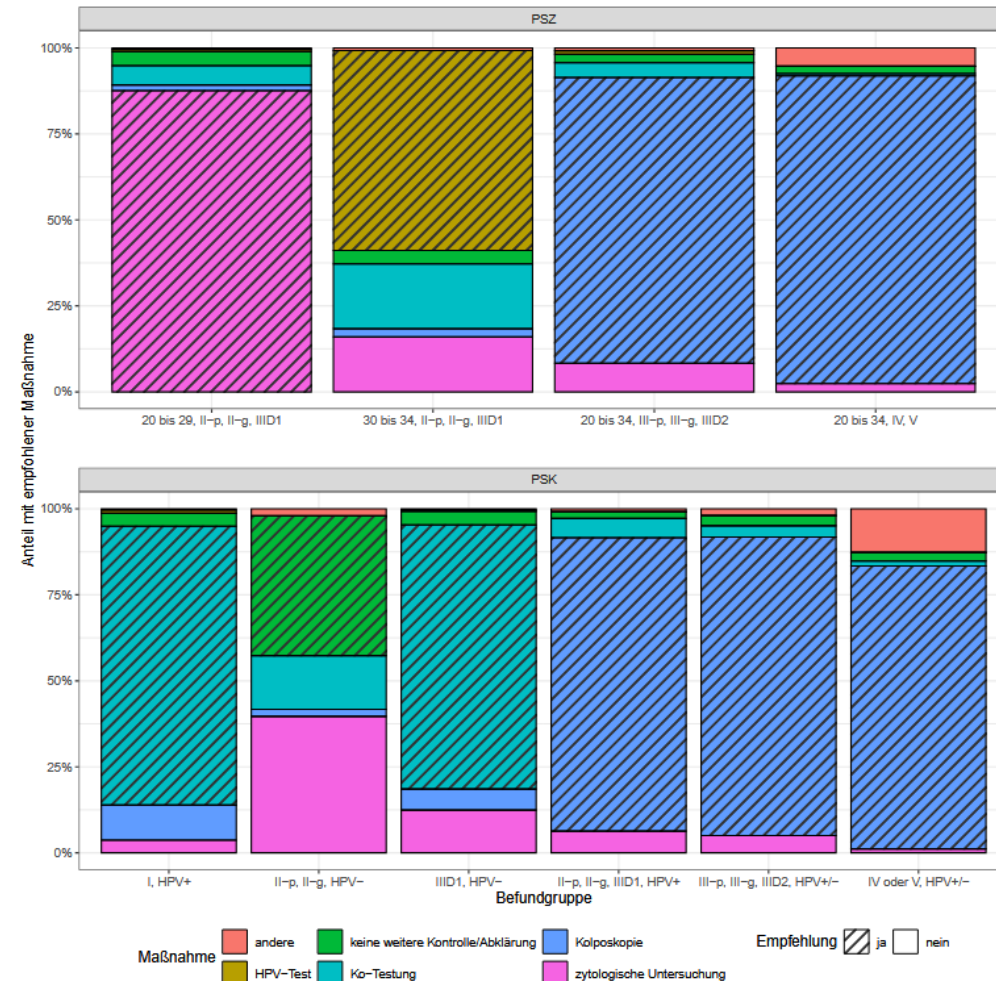 PSZ
100%
75%
50%
25%
0%
20 bis 29, II−p, II−g, IIID1
30 bis 34, II−p, II−g, IIID1
20 bis 34, III−p, III−g, IIID2
20 bis 34, IV, V
Anteil mit empfohlener Maßnahme
PSK
100%
75%
50%
25%
0%
I, HPV+
II−p, II−g, HPV−
IIID1, HPV−
II−p, II−g, IIID1, HPV+
III−p, III−g, IIID2, HPV+/−
IV oder V, HPV+/−
Befundgruppe
Maßnahme
andere
HPV−Test
keine weitere Kontrolle/Abklärung
Ko−Testung
Kolposkopie
zytologische Untersuchung
Empfehlung
ja
nein